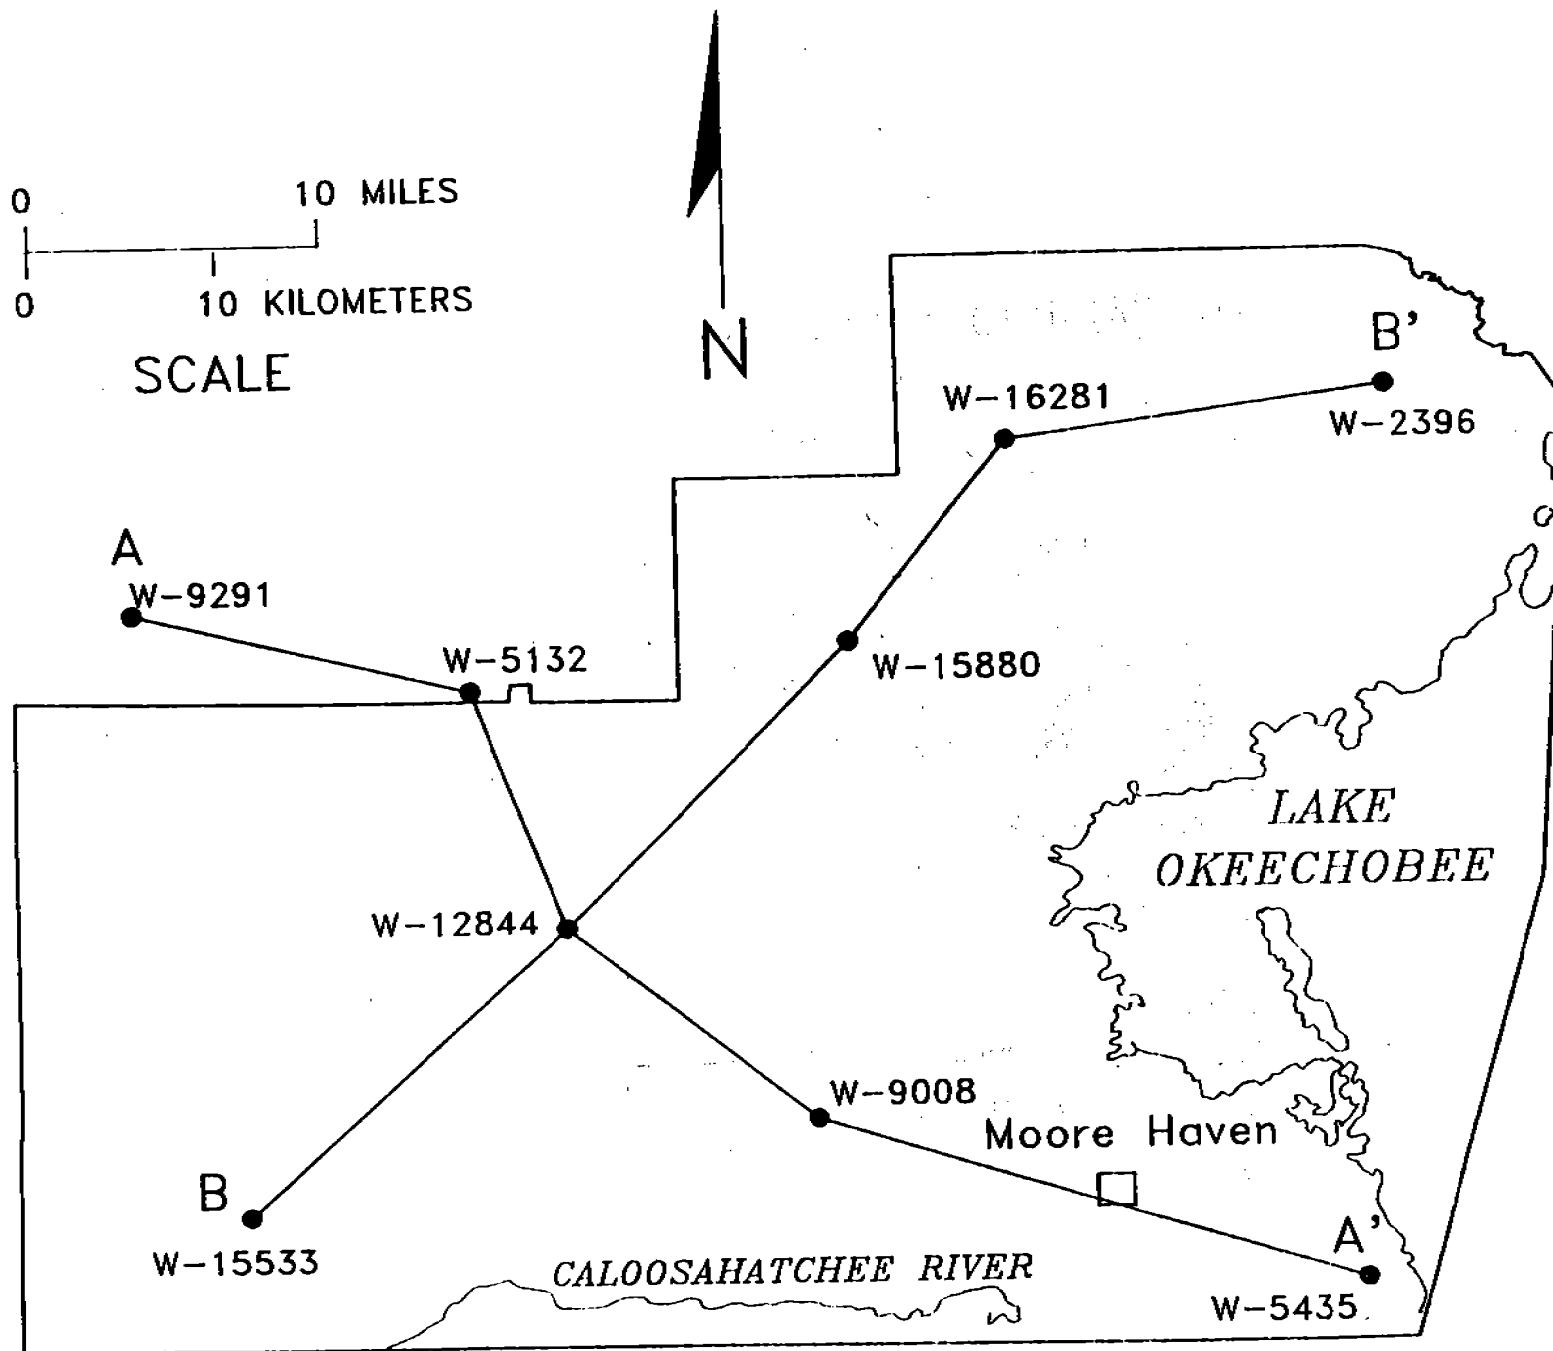 0 10 MILES
0 10 KILOMETERS
SCALE
N
B'
W-16281
W-2396
A
W-9291
W-5132
W-15880
LAKE
OKEECHOBEE
W-12844
W-9008
Moore Haven
B
W-15533
A'
CALOOSAHATCHEE RIVER
W-5435